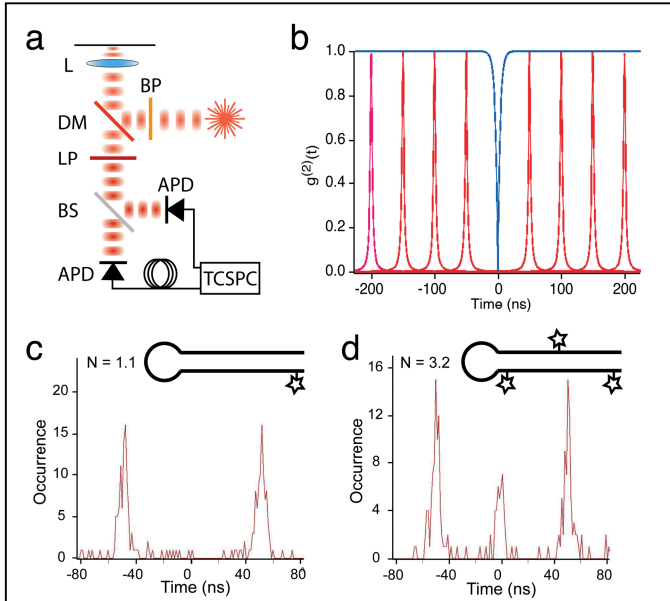 a
L
BP
DM
LP
APD
BS
APD
TCSPC
b
g(2)(t)
1.0
0.8
0.6
0.4
0.2
0.0
-200 -100 0 100 200
Time (ns)
c
N = 1.1
Occurrence
20
15
10
5
0
-80 -40 0 40 80
Time (ns)
d
N = 3.2
Occurrence
16
12
8
4
0
-80 -40 0 40 80
Time (ns)